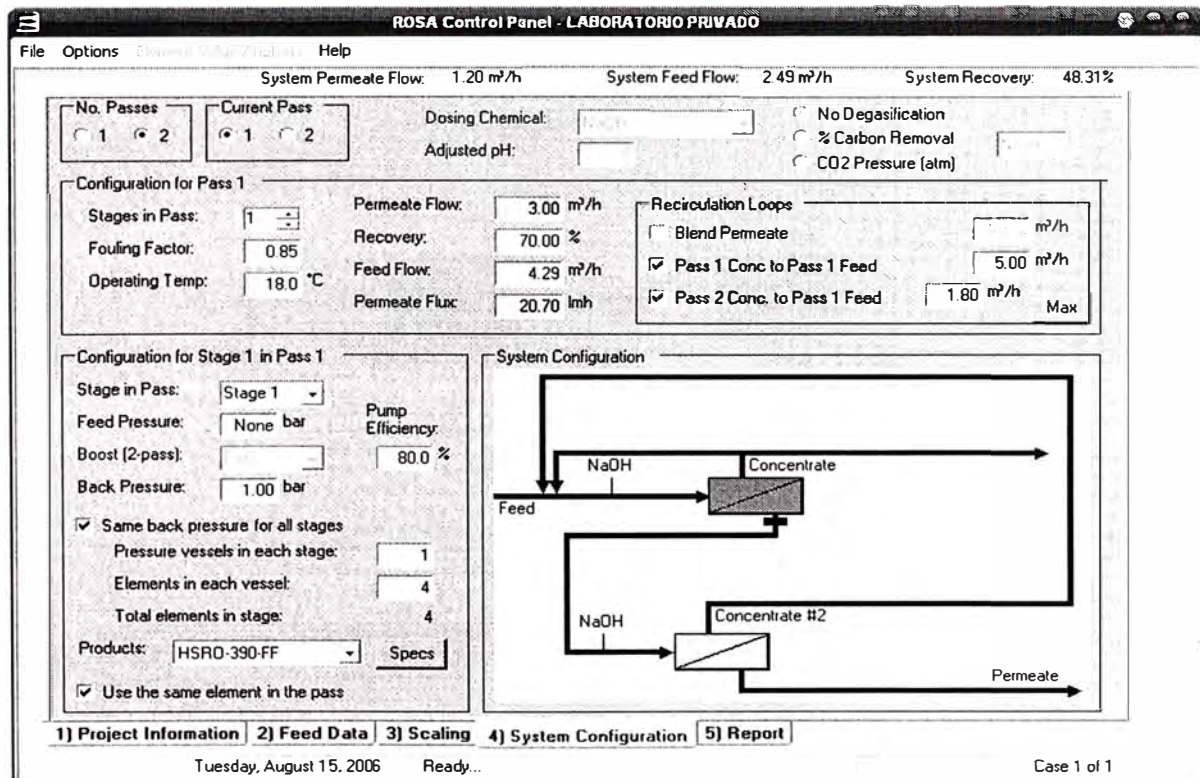 ROSA Control Panel - LABORATORIO PRIVADO
File Options Element Value Analysis Help
System Permeate Flow: 1.20 m³/h System Feed Flow: 2.49 m³/h System Recovery: 48.31%
No. Passes
1 2
Current Pass
1 2
Dosing Chemical: NaOH
Adjusted pH:
No Degasification
% Carbon Removal
CO2 Pressure (atm)
Configuration for Pass 1
Stages in Pass: 1
Fouling Factor: 0.85
Operating Temp: 18.0 °C
Permeate Flow: 3.00 m³/h
Recovery: 70.00 %
Feed Flow: 4.29 m³/h
Permeate Flux: 20.70 lmh
Recirculation Loops
Blend Permeate m³/h
Pass 1 Conc to Pass 1 Feed 5.00 m³/h
Pass 2 Conc. to Pass 1 Feed 1.80 m³/h
Max
Configuration for Stage 1 in Pass 1
Stage in Pass: Stage 1
Feed Pressure: None bar
Boost (2-pass):
Back Pressure: 1.00 bar
Pump
Efficiency:
80.0 %
Same back pressure for all stages
Pressure vessels in each stage: 1
Elements in each vessel: 4
Total elements in stage: 4
Products: HSRO-390-FF Specs
Use the same element in the pass
System Configuration
NaOH
Concentrate
Feed
Concentrate #2
NaOH
Permeate
1) Project Information 2) Feed Data 3) Scaling 4) System Configuration 5) Report
Tuesday, August 15, 2006 Ready... Case 1 of 1